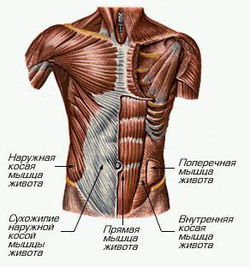 Наружная
косая
мышца
живота
Поперечная
мышца
живота
Сухожилие
наружной
косой
мышцы
живота
Прямая
мышца
живота
Внутренняя
косая
мышца
живота